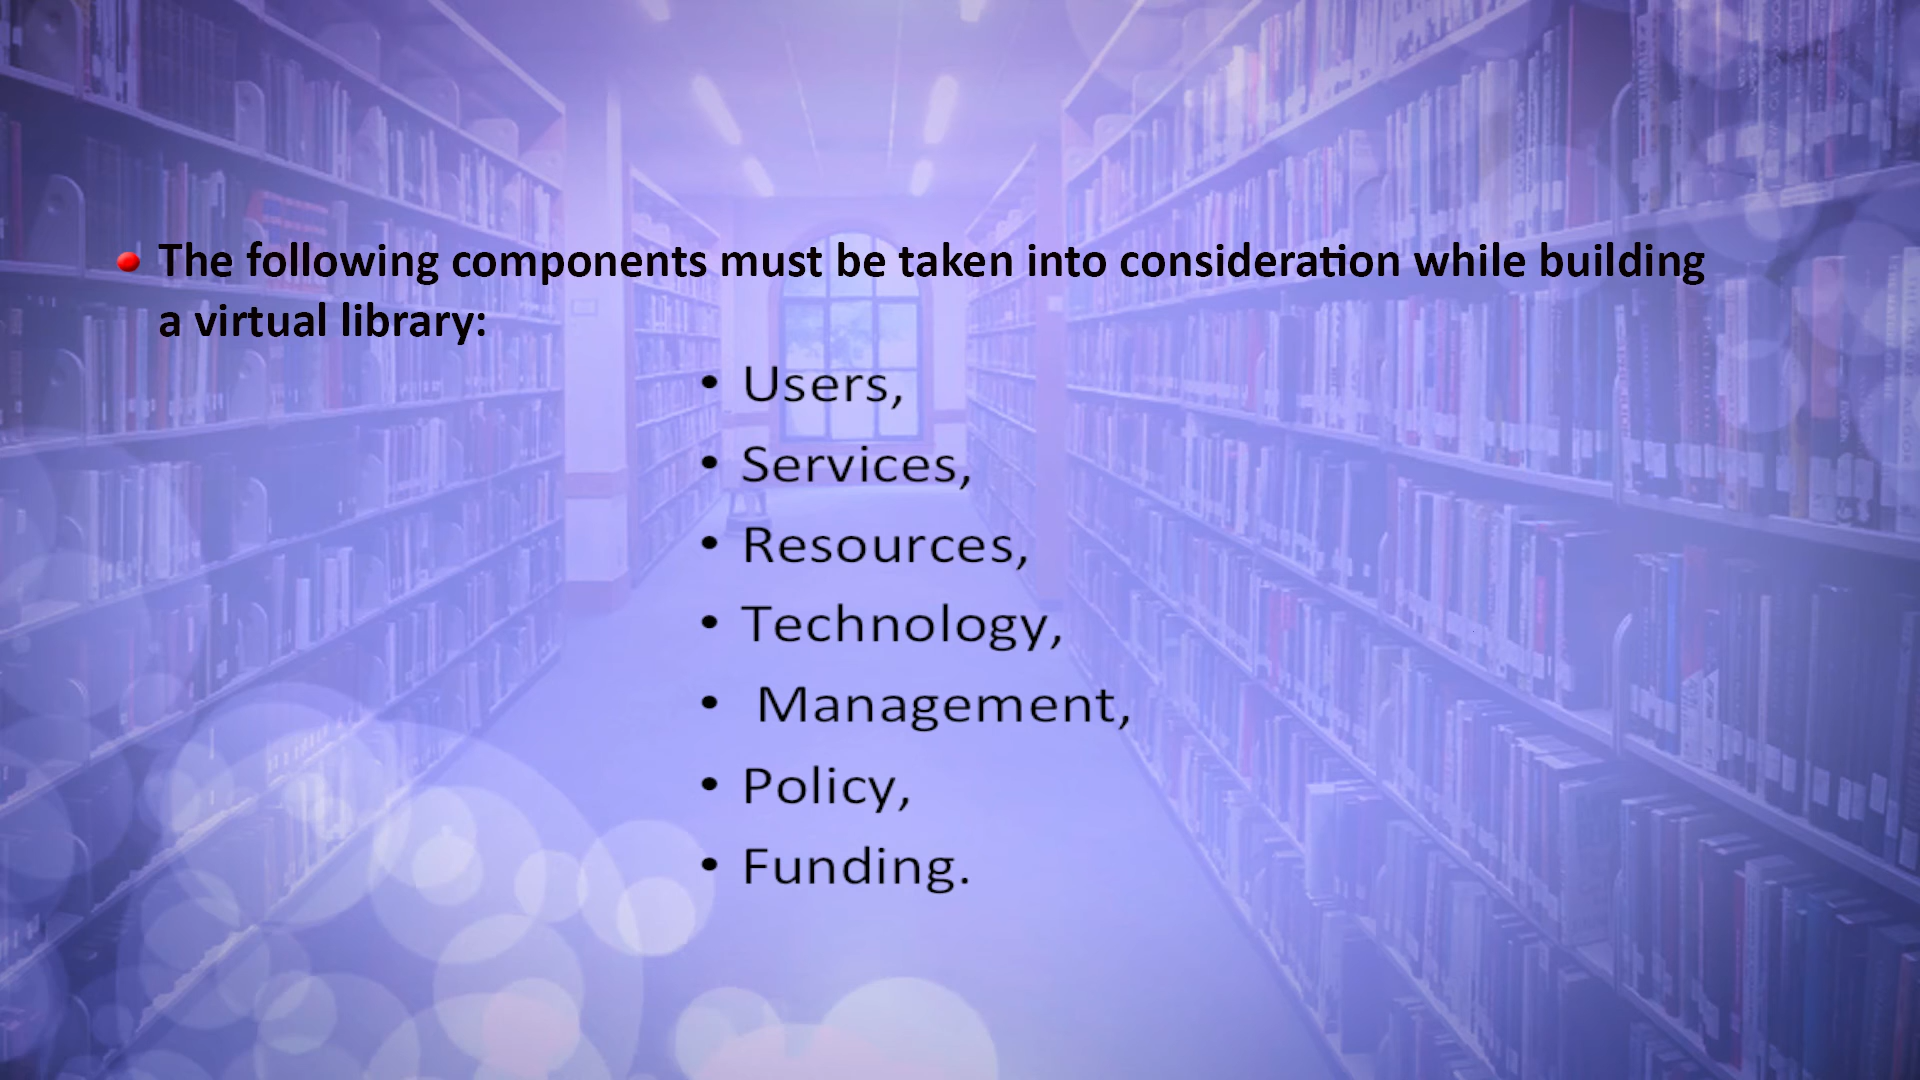 • The following components must be taken into consideration while building
a virtual library:
• Users,
• Services,
• Resources,
• Technology,
• Management,
• Policy,
• Funding.